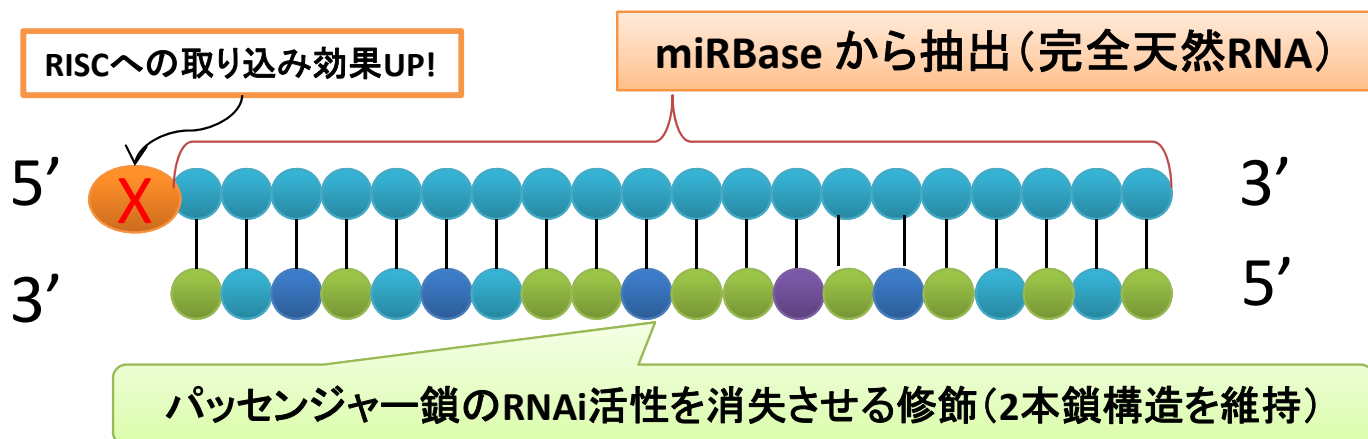 RISCへの取り込み効果UP!
miRBase から抽出（完全天然RNA）
5’
X
3’
3’
5’
パッセンジャー鎖のRNAi活性を消失させる修飾（2本鎖構造を維持）